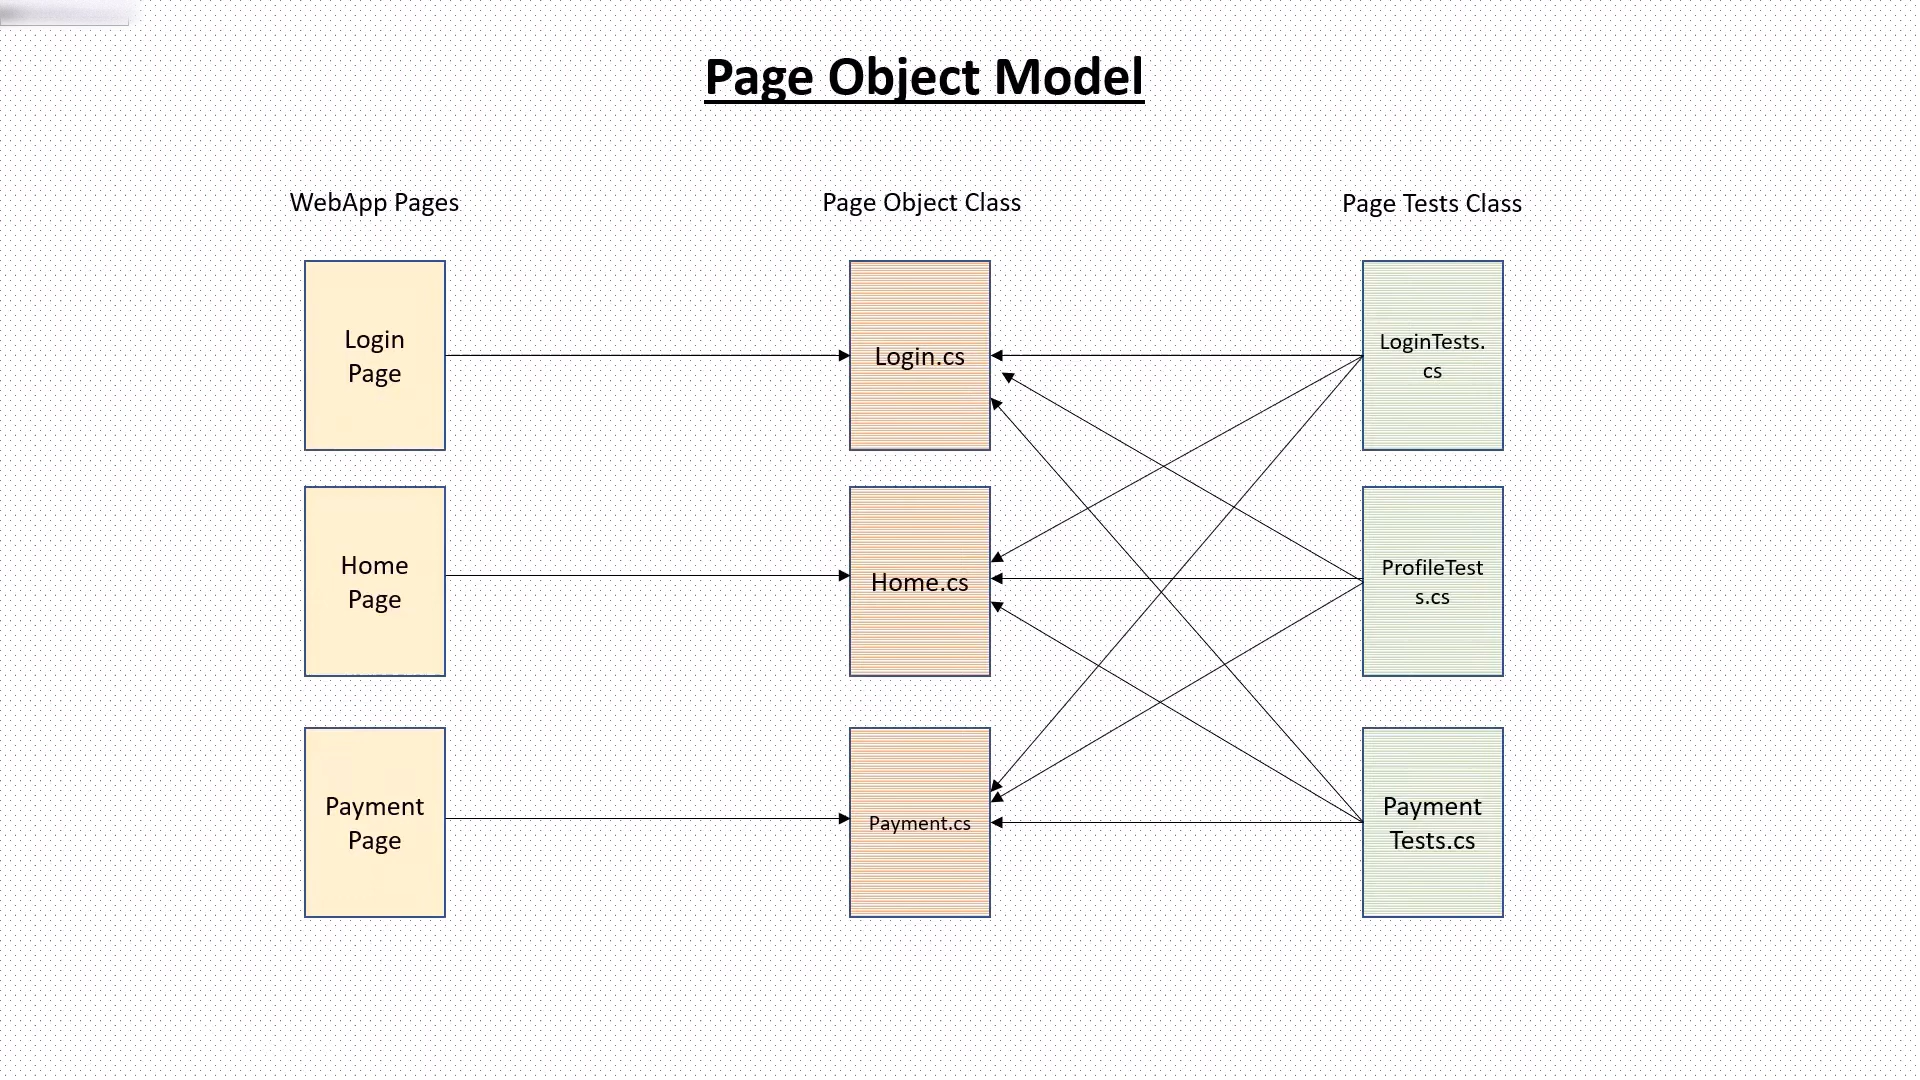 Page Object Model
WebApp Pages
Page Object Class
Page Tests Class
Login
Page
Login.cs
LoginTests.
cs
Home
Page
Home.cs
ProfileTest
s.cs
Payment
Page
Payment.cs
Payment
Tests.cs